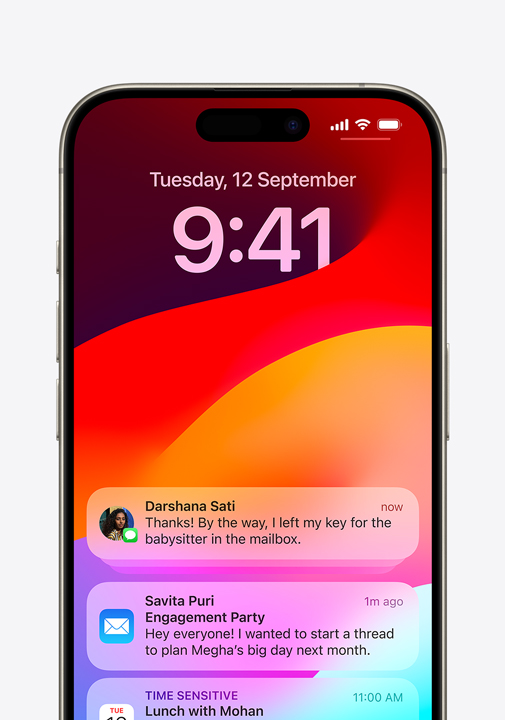 Tuesday, 12 September
9:41
Darshana Sati
now
Thanks! By the way, I left my key for the
babysitter in the mailbox.
Savita Puri
1m ago
Engagement Party
Hey everyone! I wanted to start a thread
to plan Megha’s big day next month.
TIME SENSITIVE
11:00 AM
TUE
Lunch with Mohan